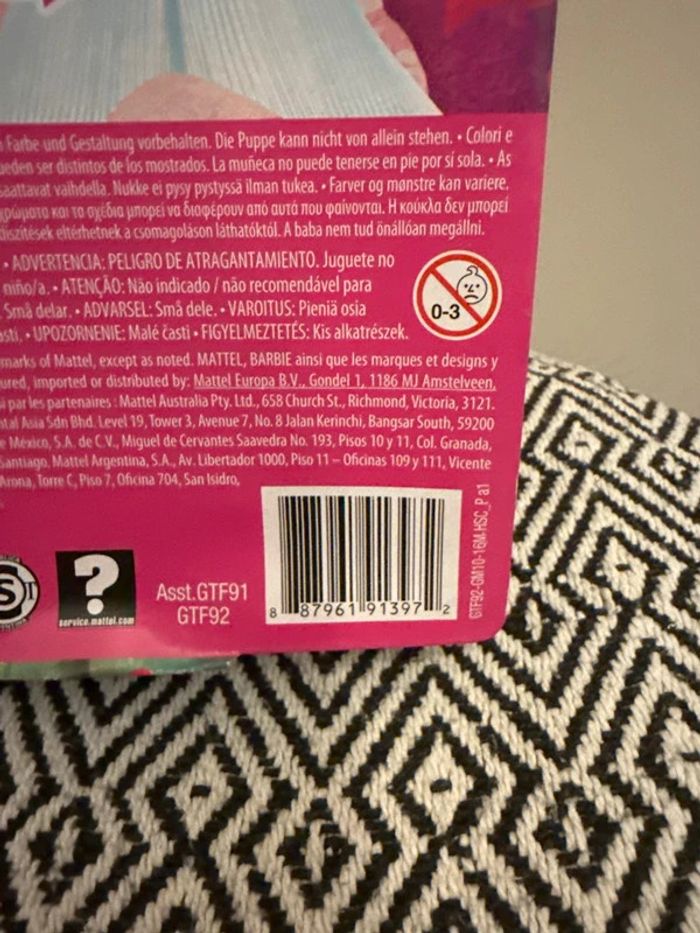 Farbe und Gestaltung vorbehalten. Die Puppe kann nicht von allein stehen. • Colori e
ser distintos de los mostrados. La muñeca no puede tenerse en pie por sí sola. • As
vaihdella. Nukke ei pysy pystyssä ilman tukea. • Farver og mønstre kan variere.
χρώματα και τα σχέδια μπορεί να διαφέρουν από αυτά που φαίνονται. Η κούκλα δεν μπορεί
eltérhetnek a csomagoláson láthatóktól. A baba nem tud önállóan megállni.
• ADVERTENCIA: PELIGRO DE ATRAGANTAMIENTO. Juguete no
niño/a. • ATENÇÃO: Não indicado / não recomendável para
Små delar. • ADVARSEL: Små dele. • VAROITUS: Pieniä osia
• UPOZORNENIE: Malé časti • FIGYELMEZTETÉS: Kis alkatrészek.
0-3
marks of Mattel, except as noted. MATTEL, BARBIE ainsi que les marques et designs y
imported or distributed by: Mattel Europa B.V., Gondel 1, 1186 MJ Amstelveen,
par les partenaires : Mattel Australia Pty. Ltd., 658 Church St., Richmond, Victoria, 3121.
Asia Sdn Bhd. Level 19, Tower 3, Avenue 7, No. 8 Jalan Kerinchi, Bangsar South, 59200
México, S.A. de C.V., Miguel de Cervantes Saavedra No. 193, Pisos 10 y 11, Col. Granada,
Santiago. Mattel Argentina, S.A., Av. Libertador 1000, Piso 11 – Oficinas 109 y 111, Vicente
Arona, Torre C, Piso 7, Oficina 704, San Isidro,
S
?
service.mattel.com
Asst.GTF91
GTF92
8 87961 91397 2
GTF92-GM10-16M-HSC_P a1